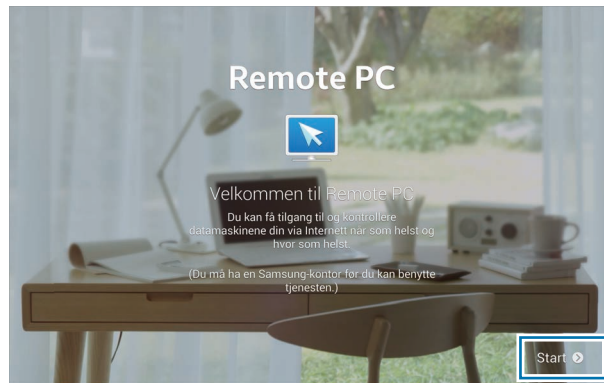 Remote PC
Velkommen til Remote PC
Du kan få tilgang til og kontrollere
datamaskinene din via Internett når som helst og
hvor som helst.
(Du må ha en Samsung-kontor før du kan benytte
tjenesten.)
Start